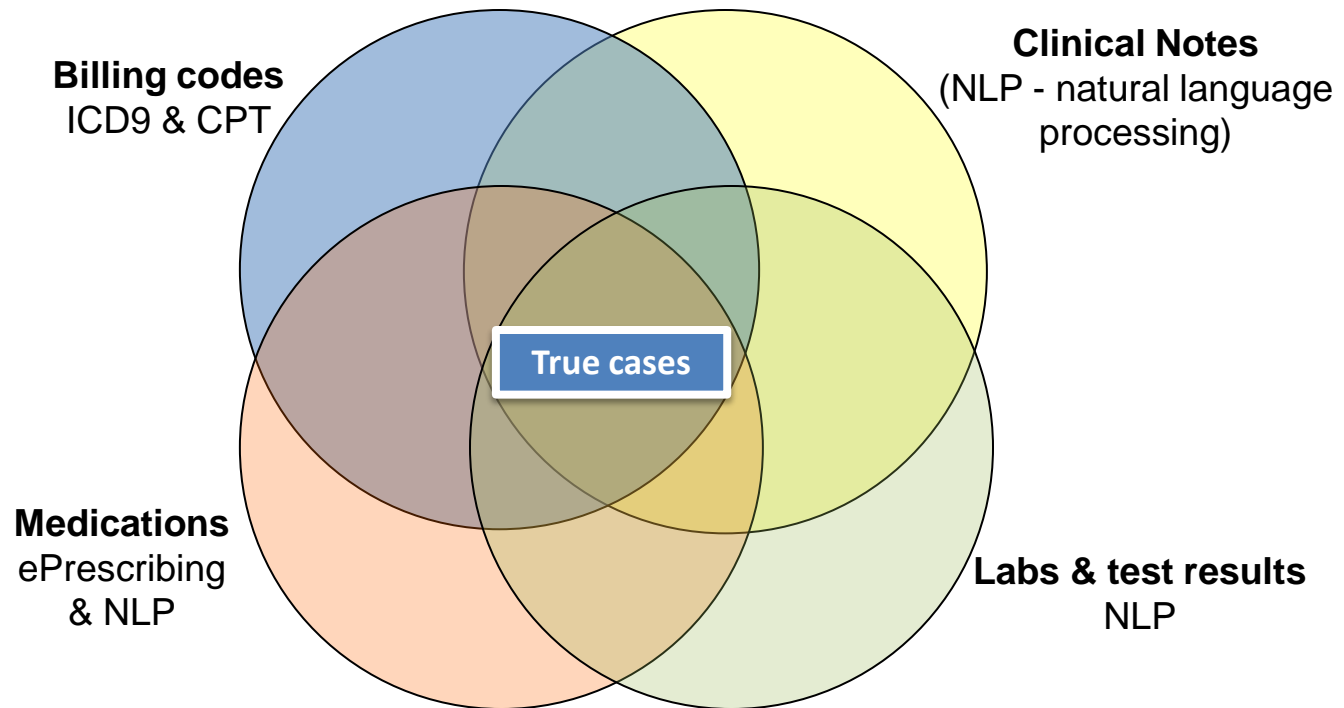 Billing codes
ICD9 & CPT
Clinical Notes
(NLP - natural language
processing)
True cases
Medications
ePrescribing
& NLP
Labs & test results
NLP